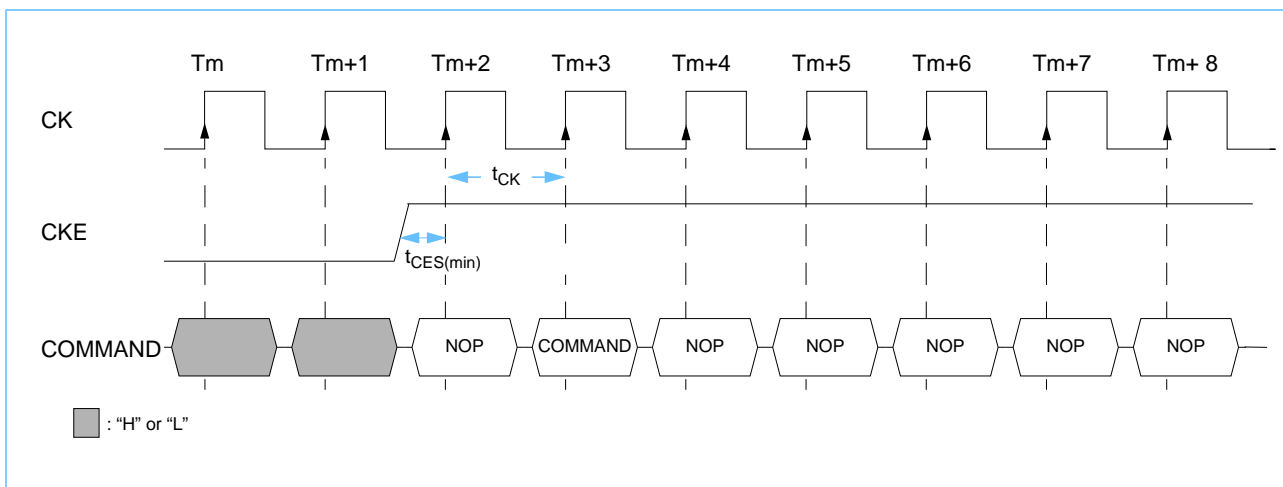 Tm Tm+1 Tm+2 Tm+3 Tm+4 Tm+5 Tm+6 Tm+7 Tm+ 8
CK
tCK
CKE
tCES(min)
COMMAND NOP COMMAND NOP NOP NOP NOP NOP
: “H” or “L”